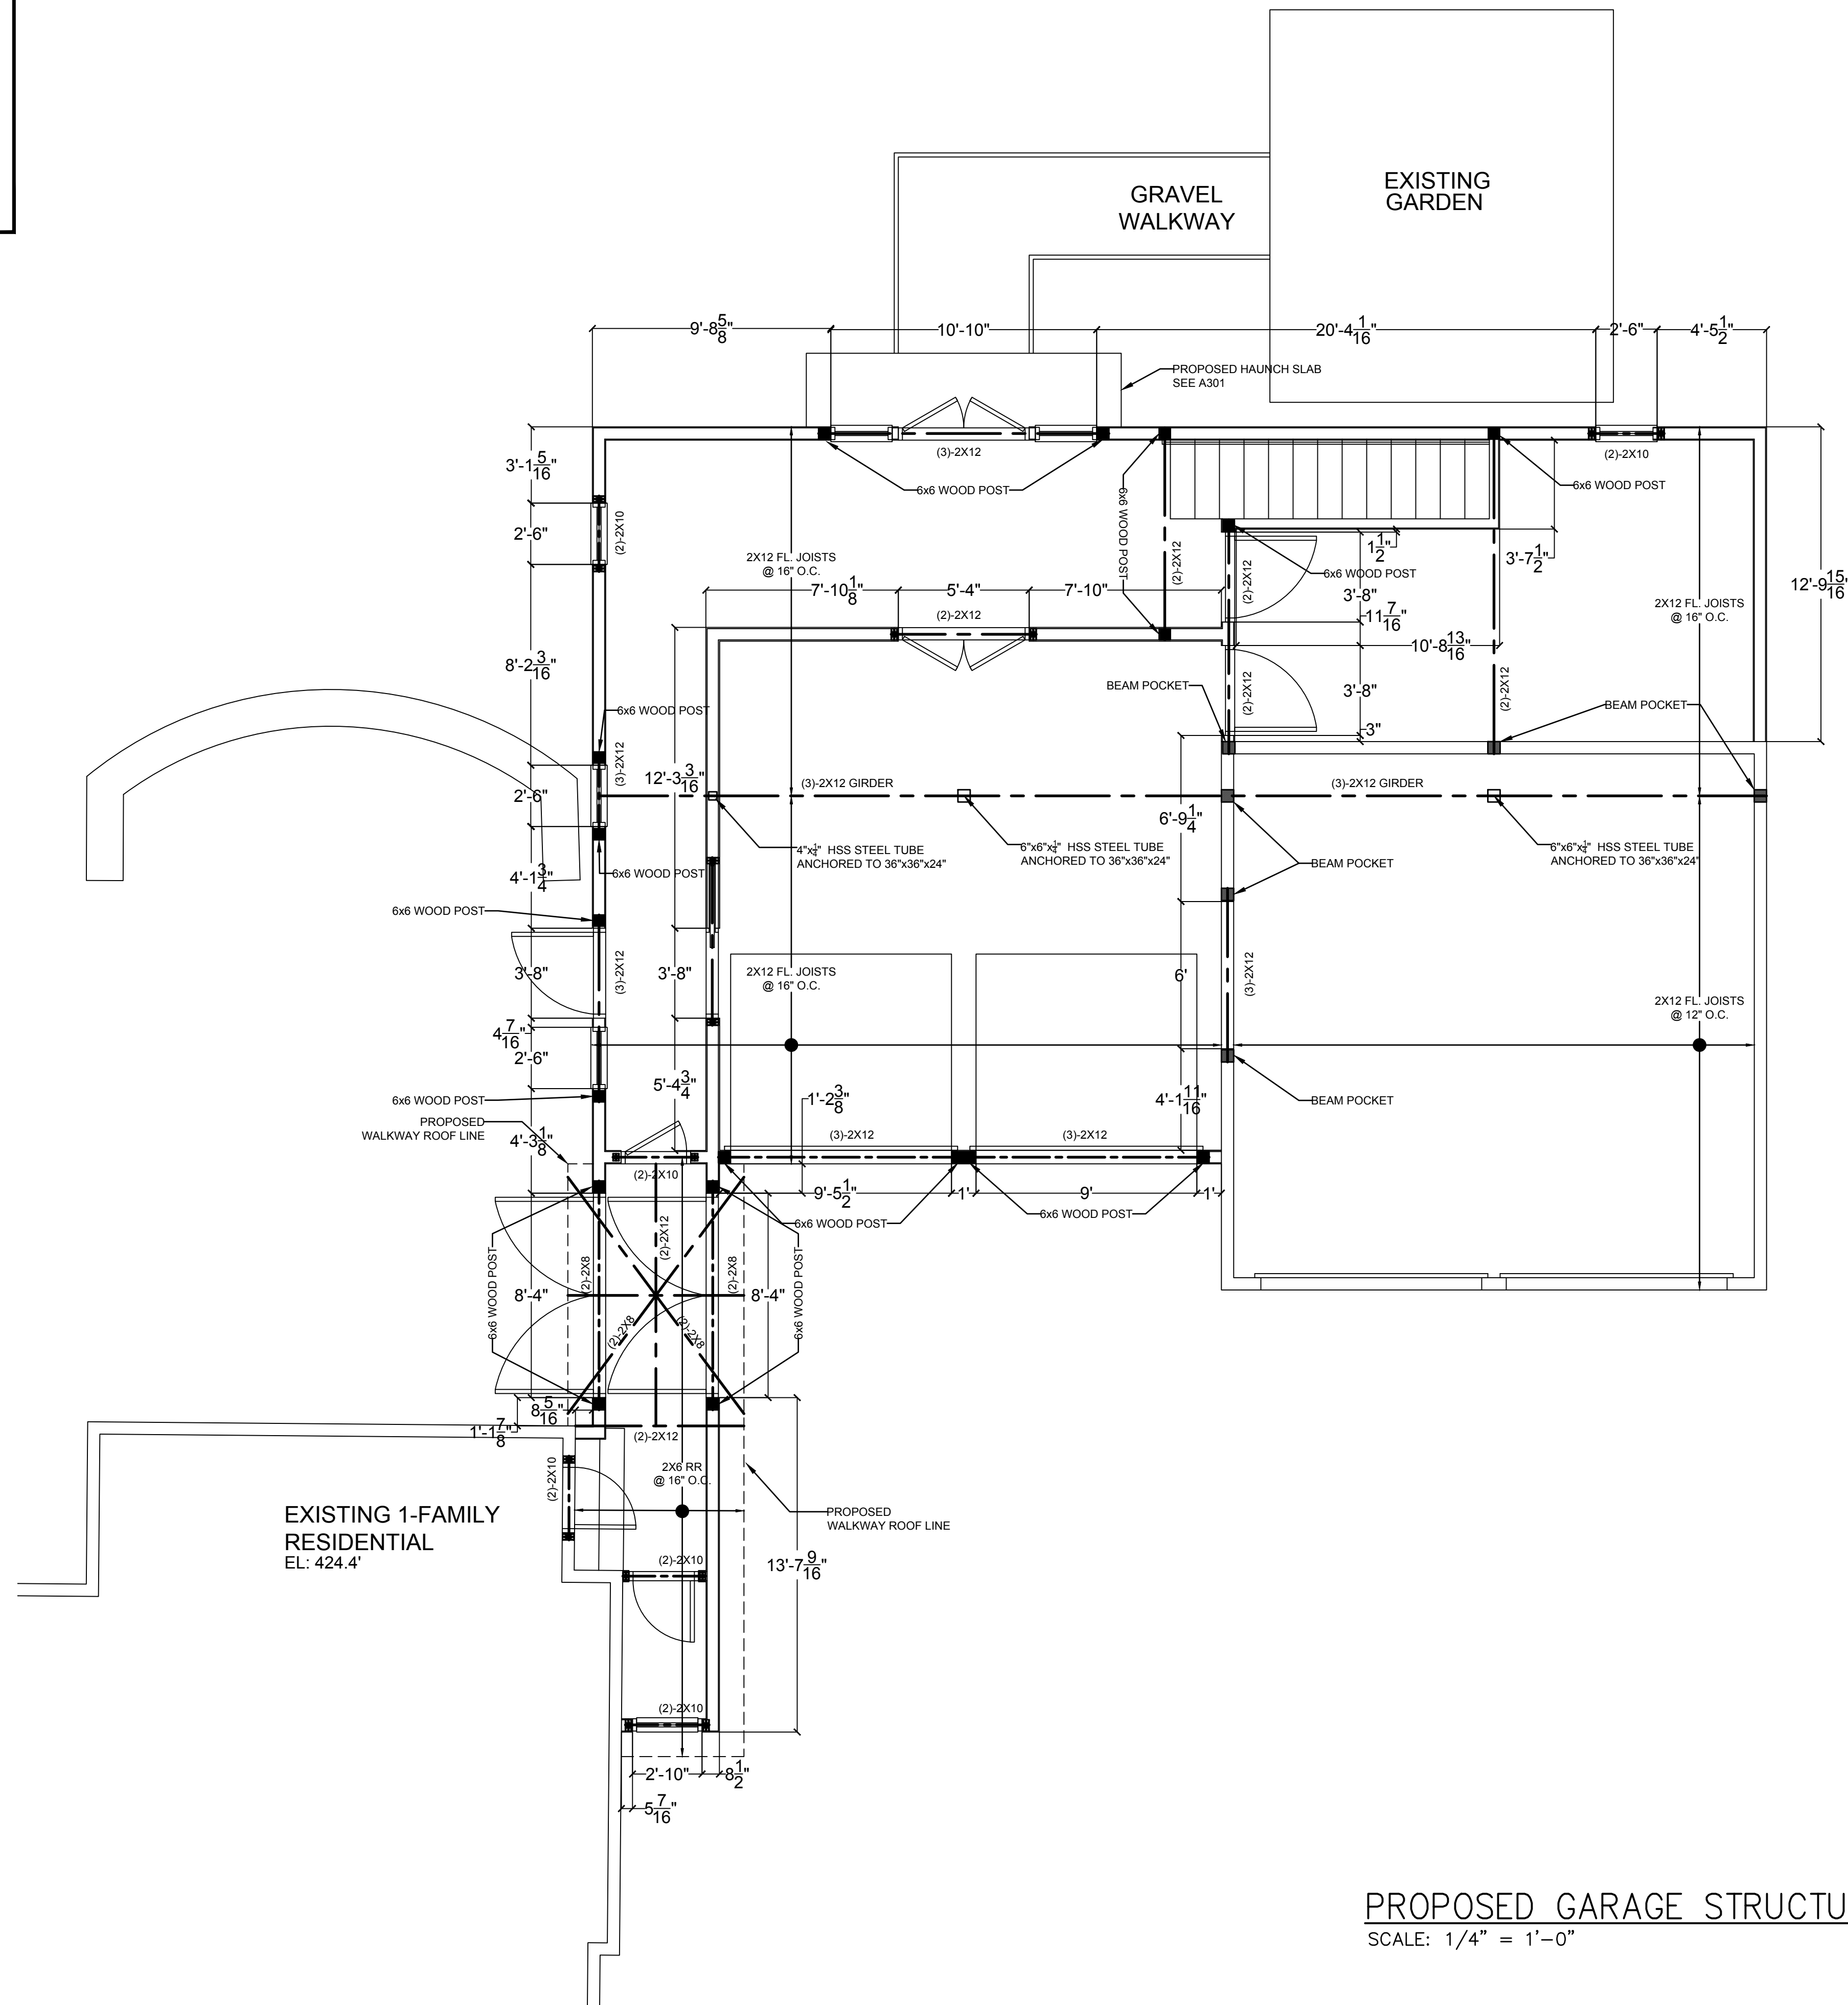 EXISTING
GARDEN
GRAVEL
WALKWAY
9'-8 5/8"
10'-10"
20'-4 1/16"
2'-6"
4'-5 1/2"
PROPOSED HAUNCH SLAB
SEE A301
(3)-2X12
(2)-2X10
6x6 WOOD POST
6x6 WOOD POST
6x6 WOOD POST
3'-1 5/16"
2'-6"
(2)-2X10
2X12 FL. JOISTS
@ 16" O.C.
(2)-2X12
(2)-2X12
1 1/2"
3'-7 1/2"
6x6 WOOD POST
12'-9 15/16"
7'-10 1/8"
5'-4"
7'-10"
3'-8"
2X12 FL. JOISTS
@ 16" O.C.
(2)-2X12
11 7/16"
10'-8 13/16"
8'-2 3/16"
BEAM POCKET
(2)-2X12
3'-8"
(2)-2X12
BEAM POCKET
6x6 WOOD POST
3"
(3)-2X12
12'-3 3/16"
(3)-2X12 GIRDER
(3)-2X12 GIRDER
2'-6"
6'-9 1/4"
4"x1/4" HSS STEEL TUBE
ANCHORED TO 36"x36"x24"
6"x6"x1/4" HSS STEEL TUBE
ANCHORED TO 36"x36"x24"
6"x6"x1/4" HSS STEEL TUBE
ANCHORED TO 36"x36"x24"
BEAM POCKET
4'-1 3/4"
6x6 WOOD POST
6x6 WOOD POST
3'-8"
(3)-2X12
3'-8"
2X12 FL. JOISTS
@ 16" O.C.
6'
(3)-2X12
2X12 FL. JOISTS
@ 12" O.C.
4 7/16"
2'-6"
5'-4 3/4"
1'-2 3/8"
4'-1 11/16"
6x6 WOOD POST
BEAM POCKET
PROPOSED
WALKWAY ROOF LINE
4'-3 1/8"
(3)-2X12
(3)-2X12
(2)-2X10
9'-5 1/2"
1'
9'
1'
6x6 WOOD POST
6x6 WOOD POST
(2)-2X12
6x6 WOOD POST
(2)-2X8
(2)-2X8
6x6 WOOD POST
8'-4"
8'-4"
(2)-2X8
(2)-2X8
8 5/16"
1'-1 7/8"
(2)-2X12
(2)-2X10
2X6 RR
@ 16" O.C.
EXISTING 1-FAMILY
RESIDENTIAL
EL: 424.4'
PROPOSED
WALKWAY ROOF LINE
(2)-2X10
13'-7 9/16"
(2)-2X10
2'-10"
8 1/2"
5 7/16"
PROPOSED GARAGE STRUCTU
SCALE: 1/4" = 1'-0"